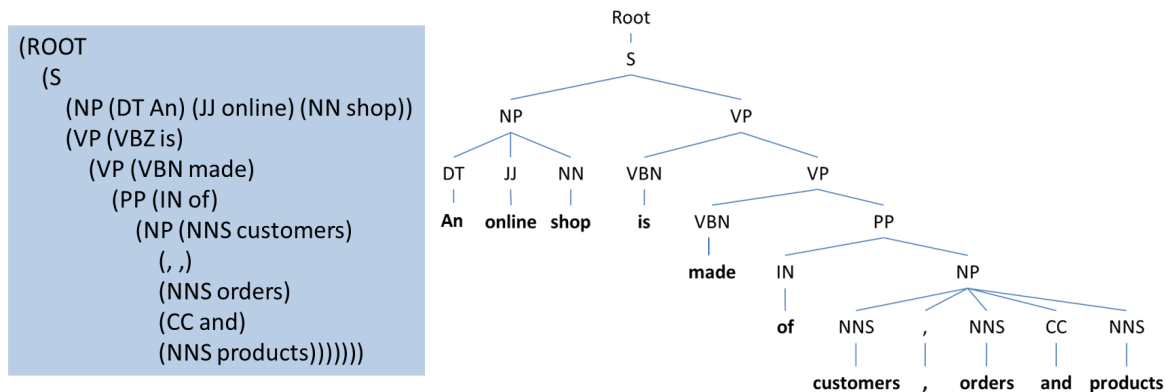 (ROOT
(S
(NP (DT An) (JJ online) (NN shop))
(VP (VBZ is)
(VP (VBN made)
(PP (IN of)
(NP (NNS customers)
(, ,)
(NNS orders)
(CC and)
(NNS products)))))))
Root
S
NP VP
DT JJ NN VBN VP
An online shop is VBN PP
made IN NP
of NNS , NNS CC NNS
customers , orders and products